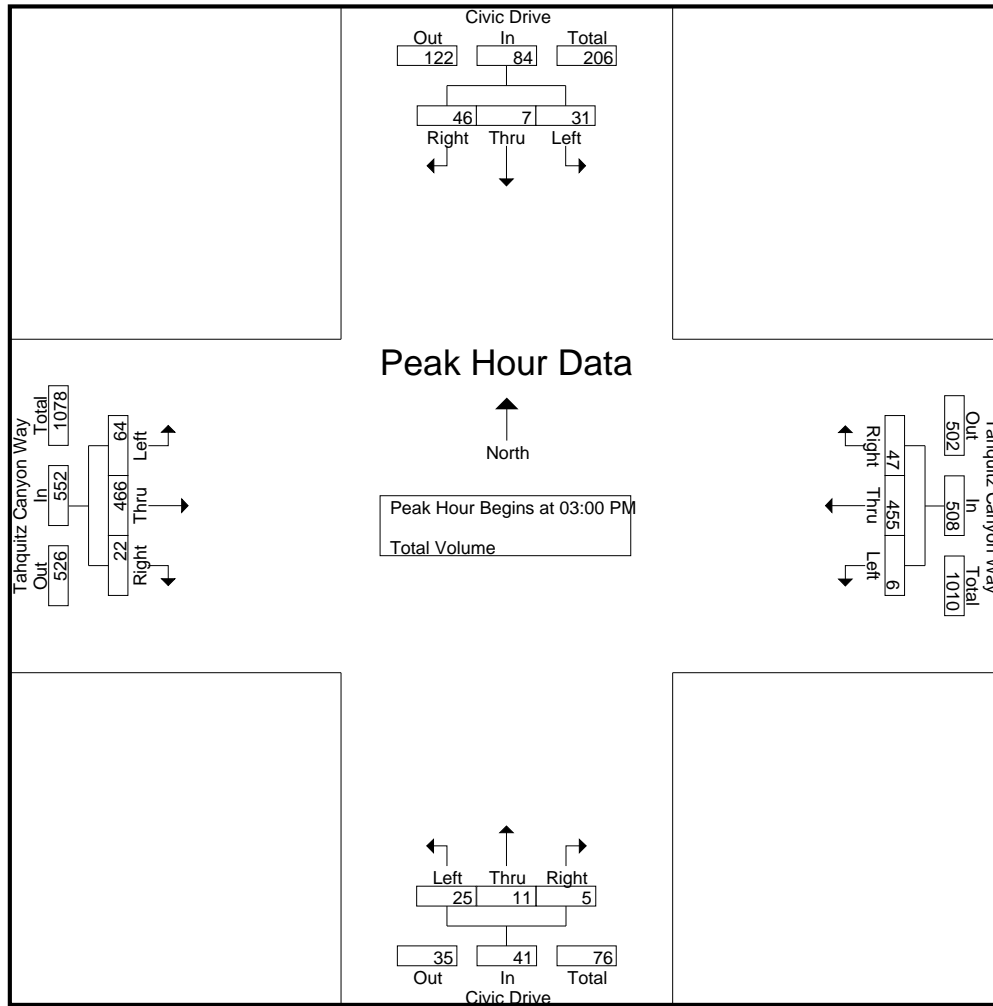 Civic Drive
Out In Total
122 84 206
46 7 31
Right Thru Left
Peak Hour Data
North
Peak Hour Begins at 03:00 PM
Total Volume
Tahquitz Canyon Way
Out In Total
526 552 1078
22 466 64
Right Thru Left
Tahquitz Canyon Way
Out In Total
502 508 1010
47 455 6
Right Thru Left
Left Thru Right
25 11 5
35 41 76
Out In Total
Civic Drive